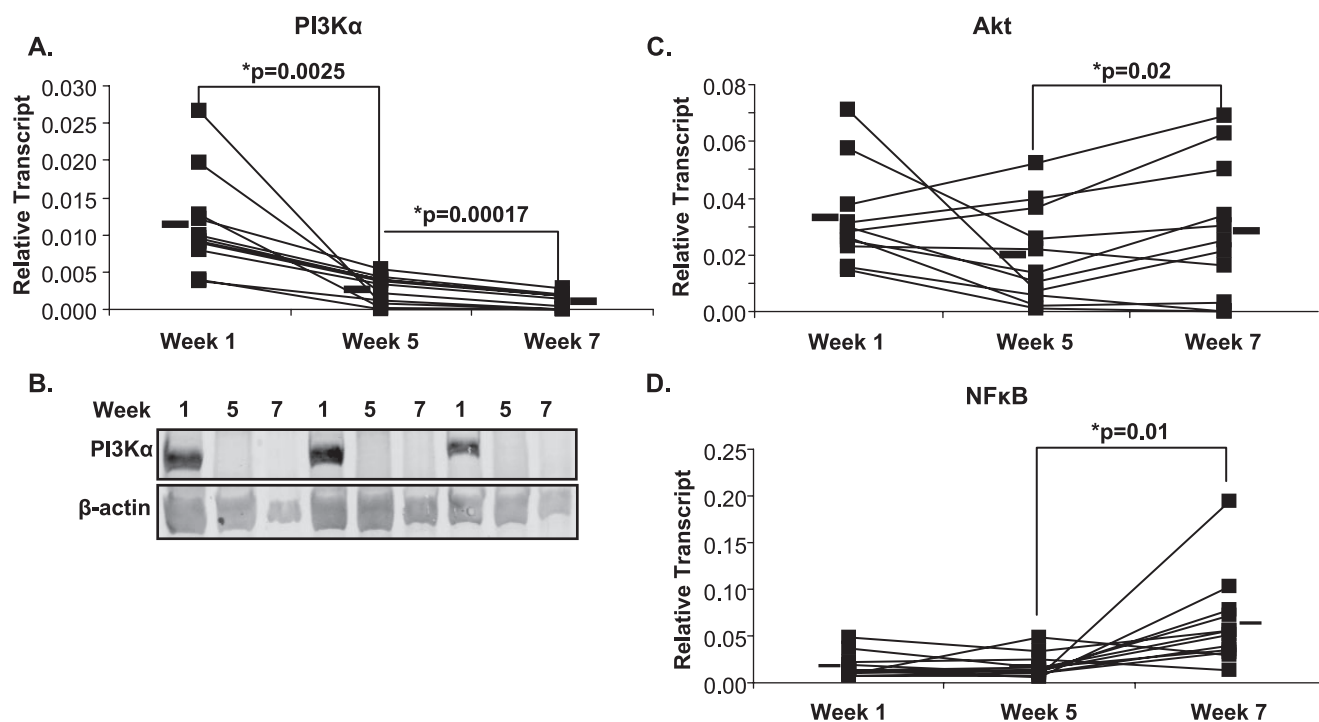 A.
PI3Kα
*p=0.0025
*p=0.00017
Relative Transcript
0.030
0.025
0.020
0.015
0.010
0.005
0.000
Week 1 Week 5 Week 7
B.
Week 1 5 7 1 5 7 1 5 7
PI3Kα
β-actin
C.
Akt
*p=0.02
Relative Transcript
0.08
0.06
0.04
0.02
0.00
Week 1 Week 5 Week 7
D.
NFκB
*p=0.01
Relative Transcript
0.25
0.20
0.15
0.10
0.05
0.00
Week 1 Week 5 Week 7